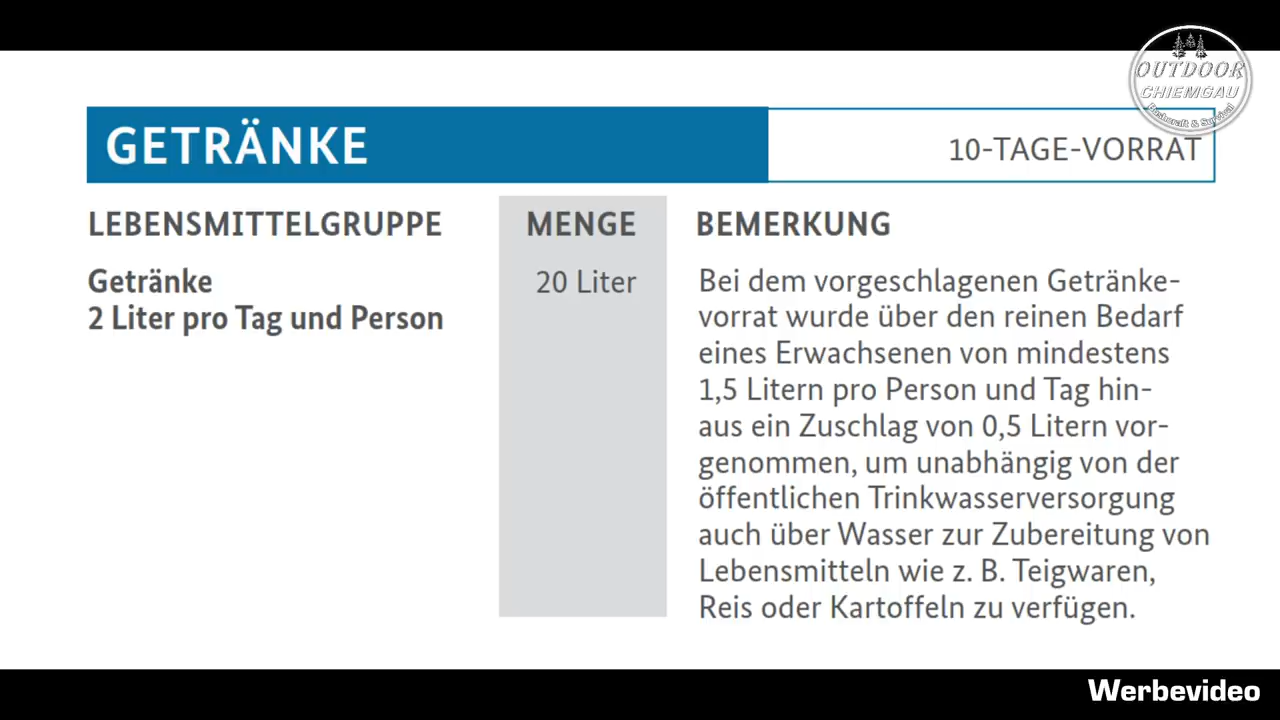 OUTDOOR
CHIEMGAU
Bushcraft & Survival
GETRÄNKE
10-TAGE-VORRAT
LEBENSMITTELGRUPPE
MENGE
BEMERKUNG
Getränke
2 Liter pro Tag und Person
20 Liter
Bei dem vorgeschlagenen Getränke-
vorrat wurde über den reinen Bedarf
eines Erwachsenen von mindestens
1,5 Litern pro Person und Tag hin-
aus ein Zuschlag von 0,5 Litern vor-
genommen, um unabhängig von der
öffentlichen Trinkwasserversorgung
auch über Wasser zur Zubereitung von
Lebensmitteln wie z. B. Teigwaren,
Reis oder Kartoffeln zu verfügen.
Werbevideo